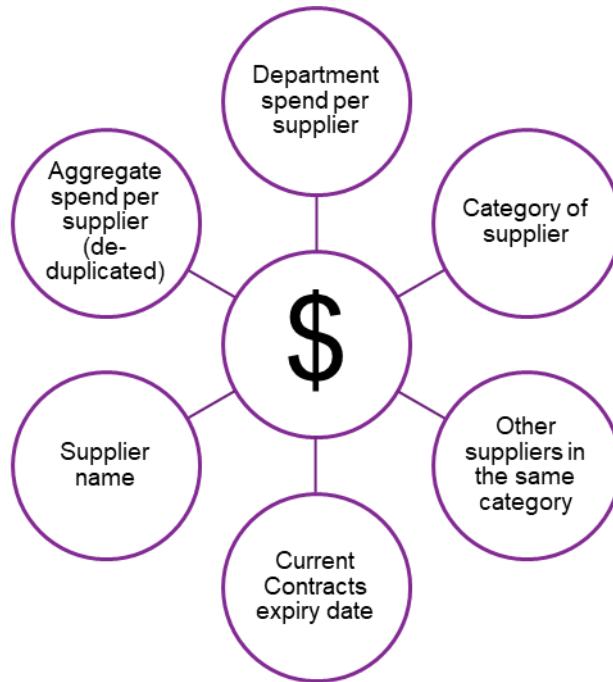 Department
spend per
supplier
Aggregate
spend per
supplier
(de-
duplicated)
Category of
supplier
$
Supplier
name
Other
suppliers in
the same
category
Current
Contracts
expiry date